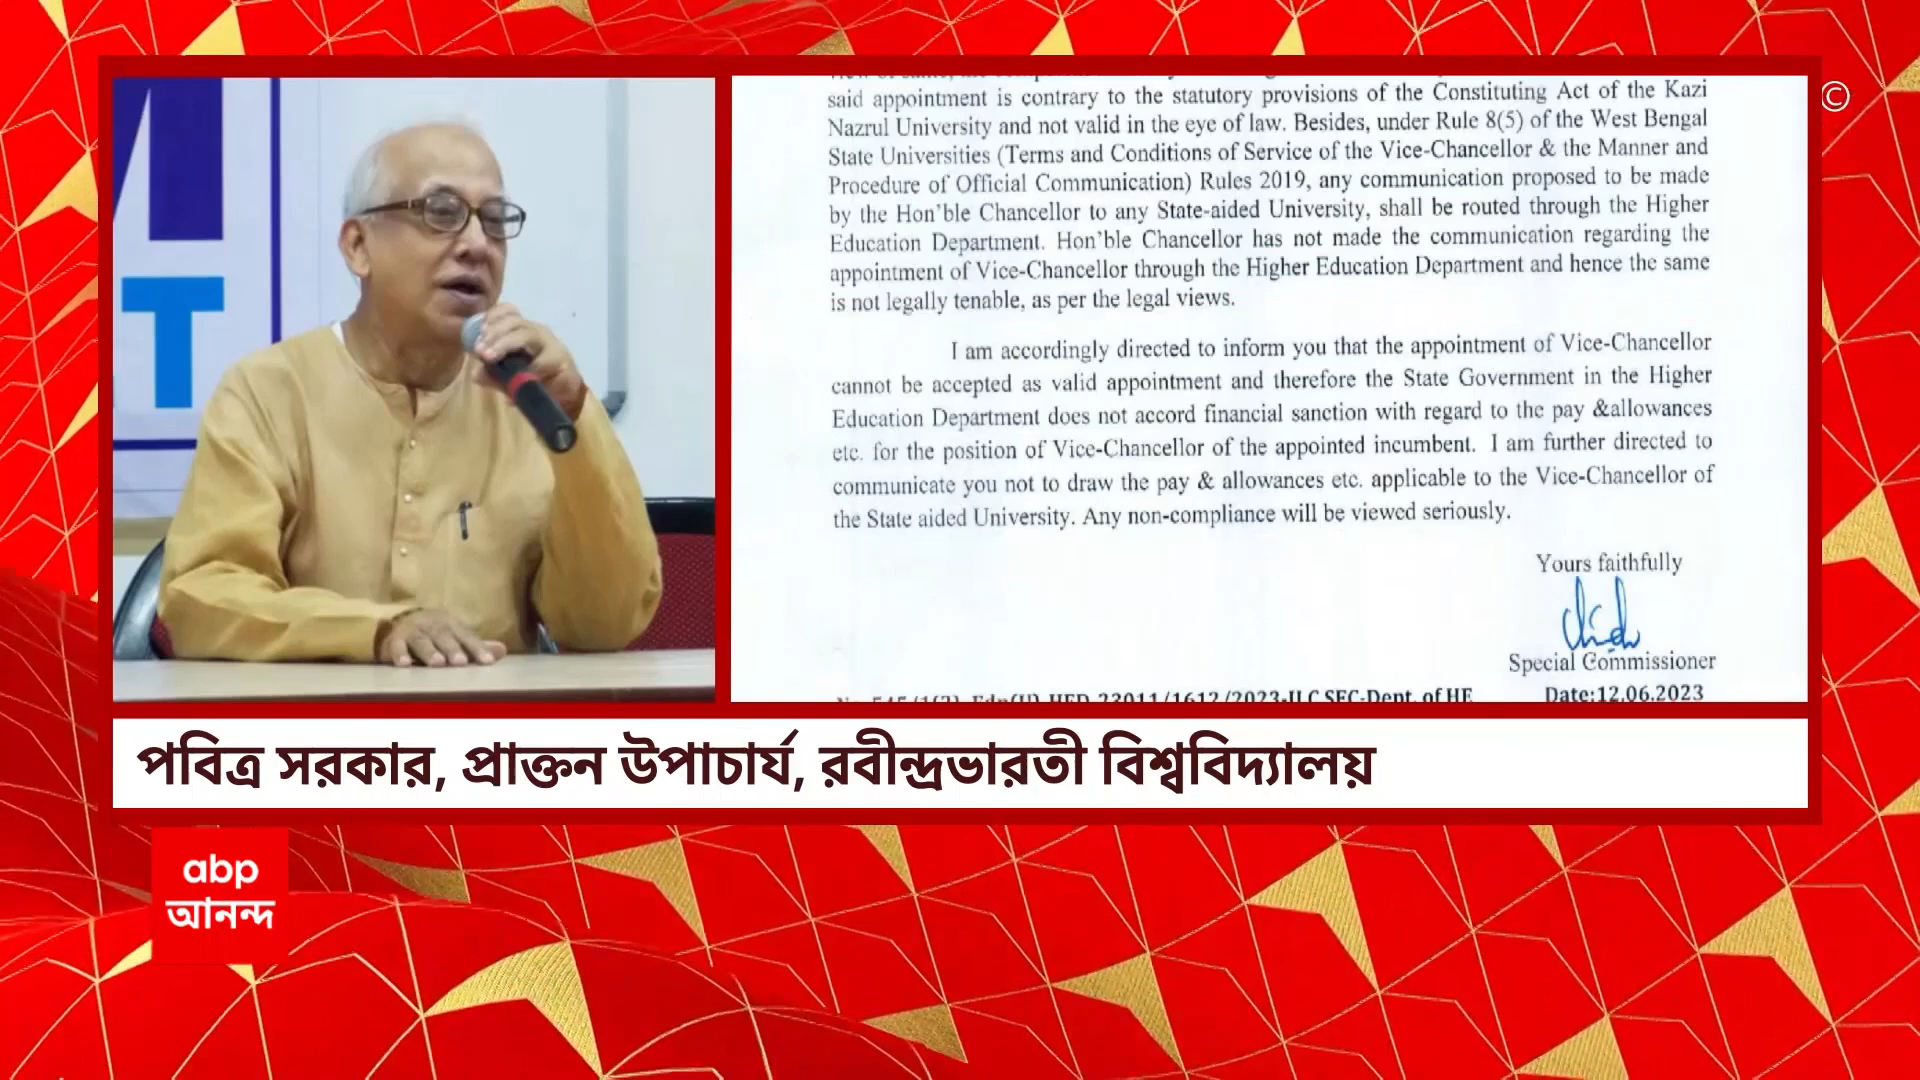 said appointment is contrary to the statutory provisions of the Constituting Act of the Kazi
Nazrul University and not valid in the eye of law. Besides, under Rule 8(5) of the West Bengal
State Universities (Terms and Conditions of Service of the Vice-Chancellor & the Manner and
Procedure of Official Communication) Rules 2019, any communication proposed to be made
by the Hon'ble Chancellor to any State-aided University, shall be routed through the Higher
Education Department. Hon'ble Chancellor has not made the communication regarding the
appointment of Vice-Chancellor through the Higher Education Department and hence the same
is not legally tenable, as per the legal views.
I am accordingly directed to inform you that the appointment of Vice-Chancellor
cannot be accepted as valid appointment and therefore the State Government in the Higher
Education Department does not accord financial sanction with regard to the pay &allowances
etc. for the position of Vice-Chancellor of the appointed incumbent. I am further directed to
communicate you not to draw the pay & allowances etc. applicable to the Vice-Chancellor of
the State aided University. Any non-compliance will be viewed seriously.
Yours faithfully
Special Commissioner
Date:12.06.2023
©
পবিত্র সরকার, প্রাক্তন উপাচার্য, রবীন্দ্রভারতী বিশ্ববিদ্যালয়
abp
আনন্দ